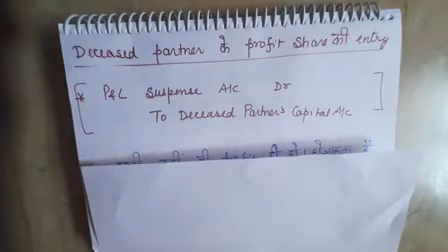 Deceased partner के profit share की entry
* P&L Suspense A/c Dr
To Deceased Partner's Capital A/c